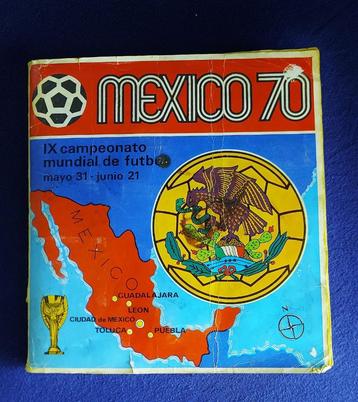 MEXICO 70
IX campeonato
mundial de futbol
mayo 31 - junio 21
MEXICO
GUADALAJARA
LEON
CIUDAD de MEXICO
TOLUCA
PUEBLA
N